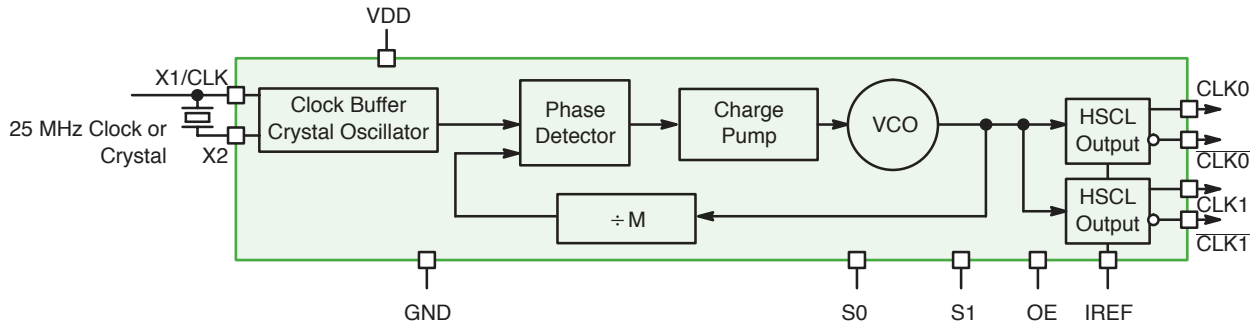 VDD
X1/CLK
25 MHz Clock or
Crystal
X2
Clock Buffer
Crystal Oscillator
Phase
Detector
Charge
Pump
VCO
÷ M
HSCL
Output
HSCL
Output
CLK0
CLK0
CLK1
CLK1
GND
S0
S1
OE
IREF